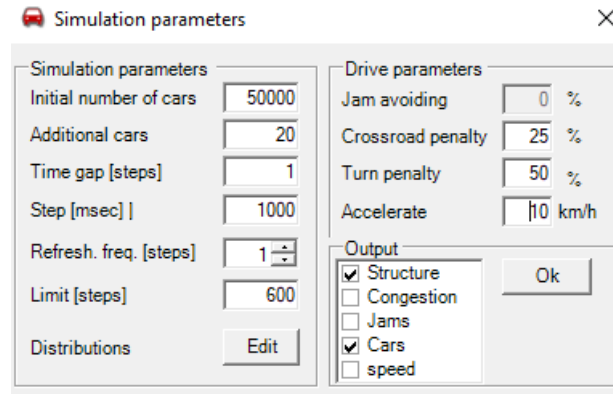 Simulation parameters
Simulation parameters
Initial number of cars 50000
Additional cars 20
Time gap [steps] 1
Step [msec] | 1000
Refresh. freq. [steps] 1
Limit [steps] 600
Distributions Edit
Drive parameters
Jam avoiding 0 %
Crossroad penalty 25 %
Turn penalty 50 %
Accelerate 10 km/h
Output
Structure
Congestion
Jams
Cars
speed
Ok